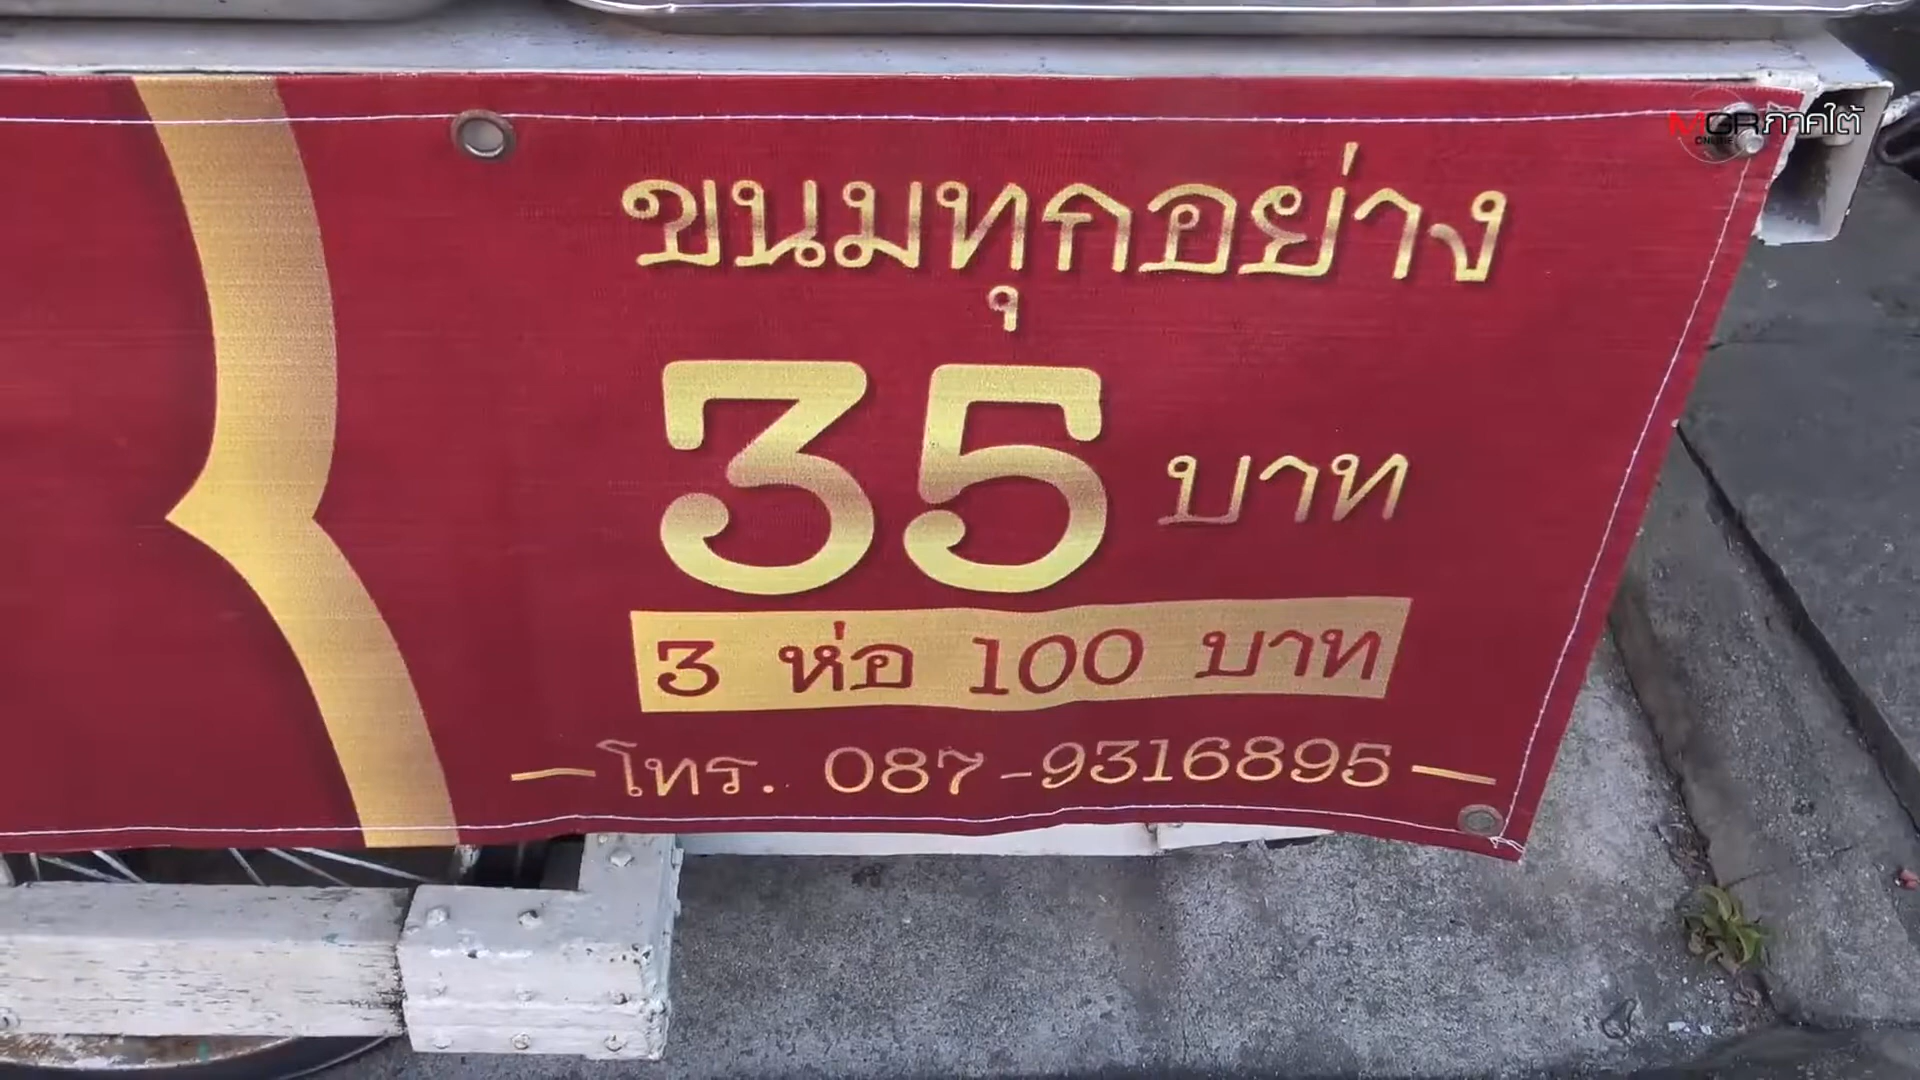 MGR ONLINE ภาคใต้
ขนมทุกอย่าง
35 บาท
3 ห่อ 100 บาท
โทร. 087-9316895